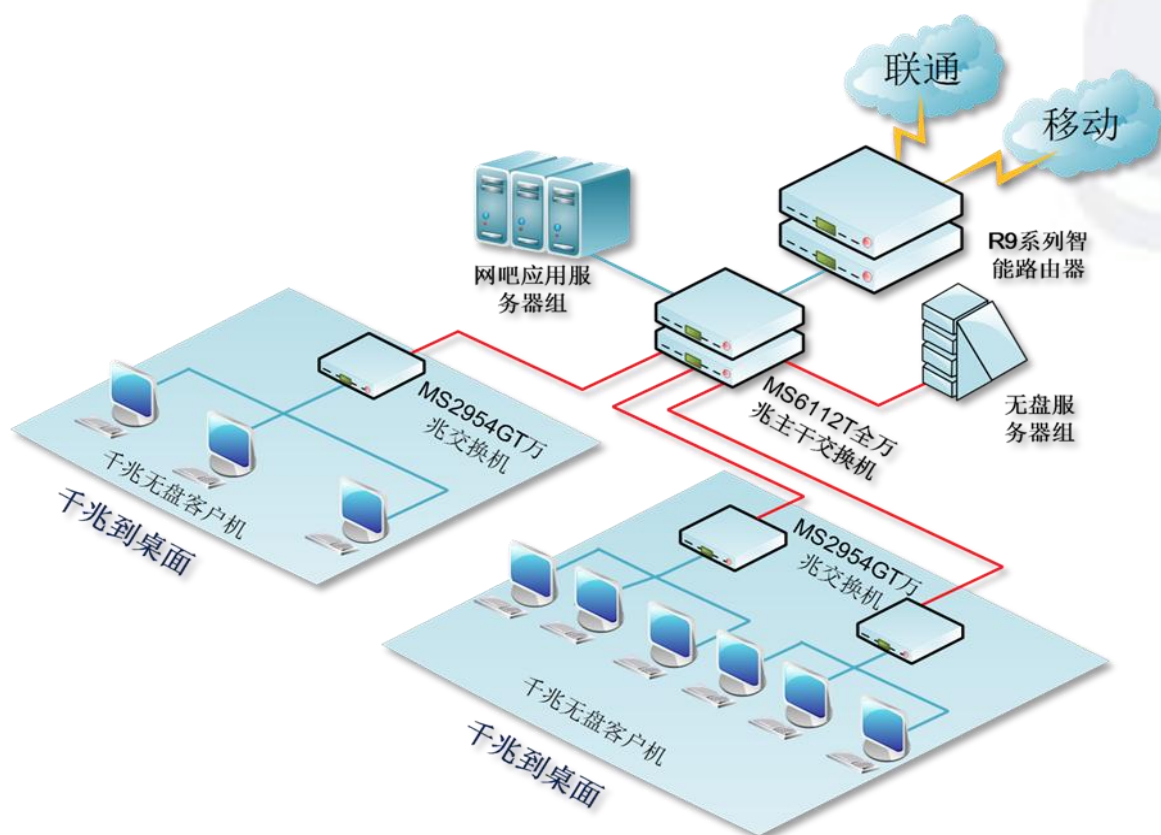 联通
移动
R9系列智
能路由器
网吧应用服
务器组
无盘服
务器组
MS6112T全万
兆主干交换机
MS2954GT万
兆交换机
千兆无盘客户机
千兆到桌面
MS2954GT万
兆交换机
千兆无盘客户机
千兆到桌面